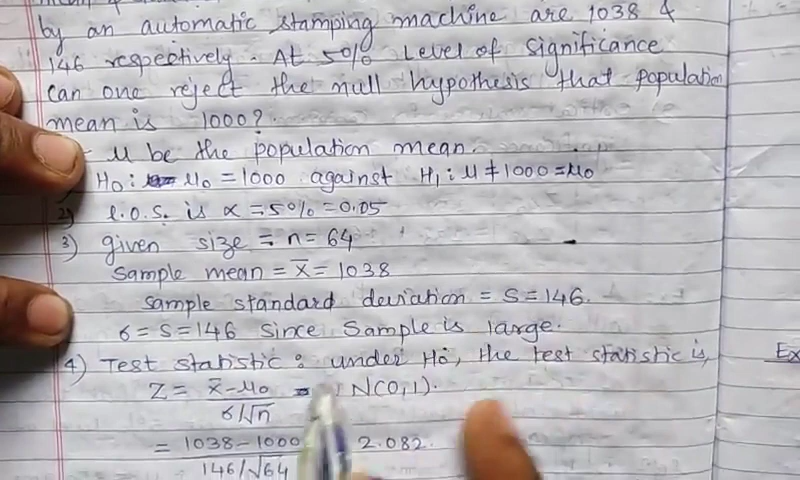 by an automatic stamping machine are 1038 &
146 respectively. At 5% Level of significance
Can one reject the null hypothesis that population
mean is 1000?
μ be the population mean.
H0: μ0 = 1000 against H1: μ ≠ 1000 = μ0
2) l.o.s. is α = 5% = 0.05
3) given size = n = 64
Sample mean = x̄ = 1038
Sample standard deviation = S = 146.
б = S = 146 since Sample is large.
4) Test statistic: under H0, the test statistic is,
Ex
Z = x̄ - μ0 N(0,1).
б/√n
= 1038 - 1000 2.082.
146/√64